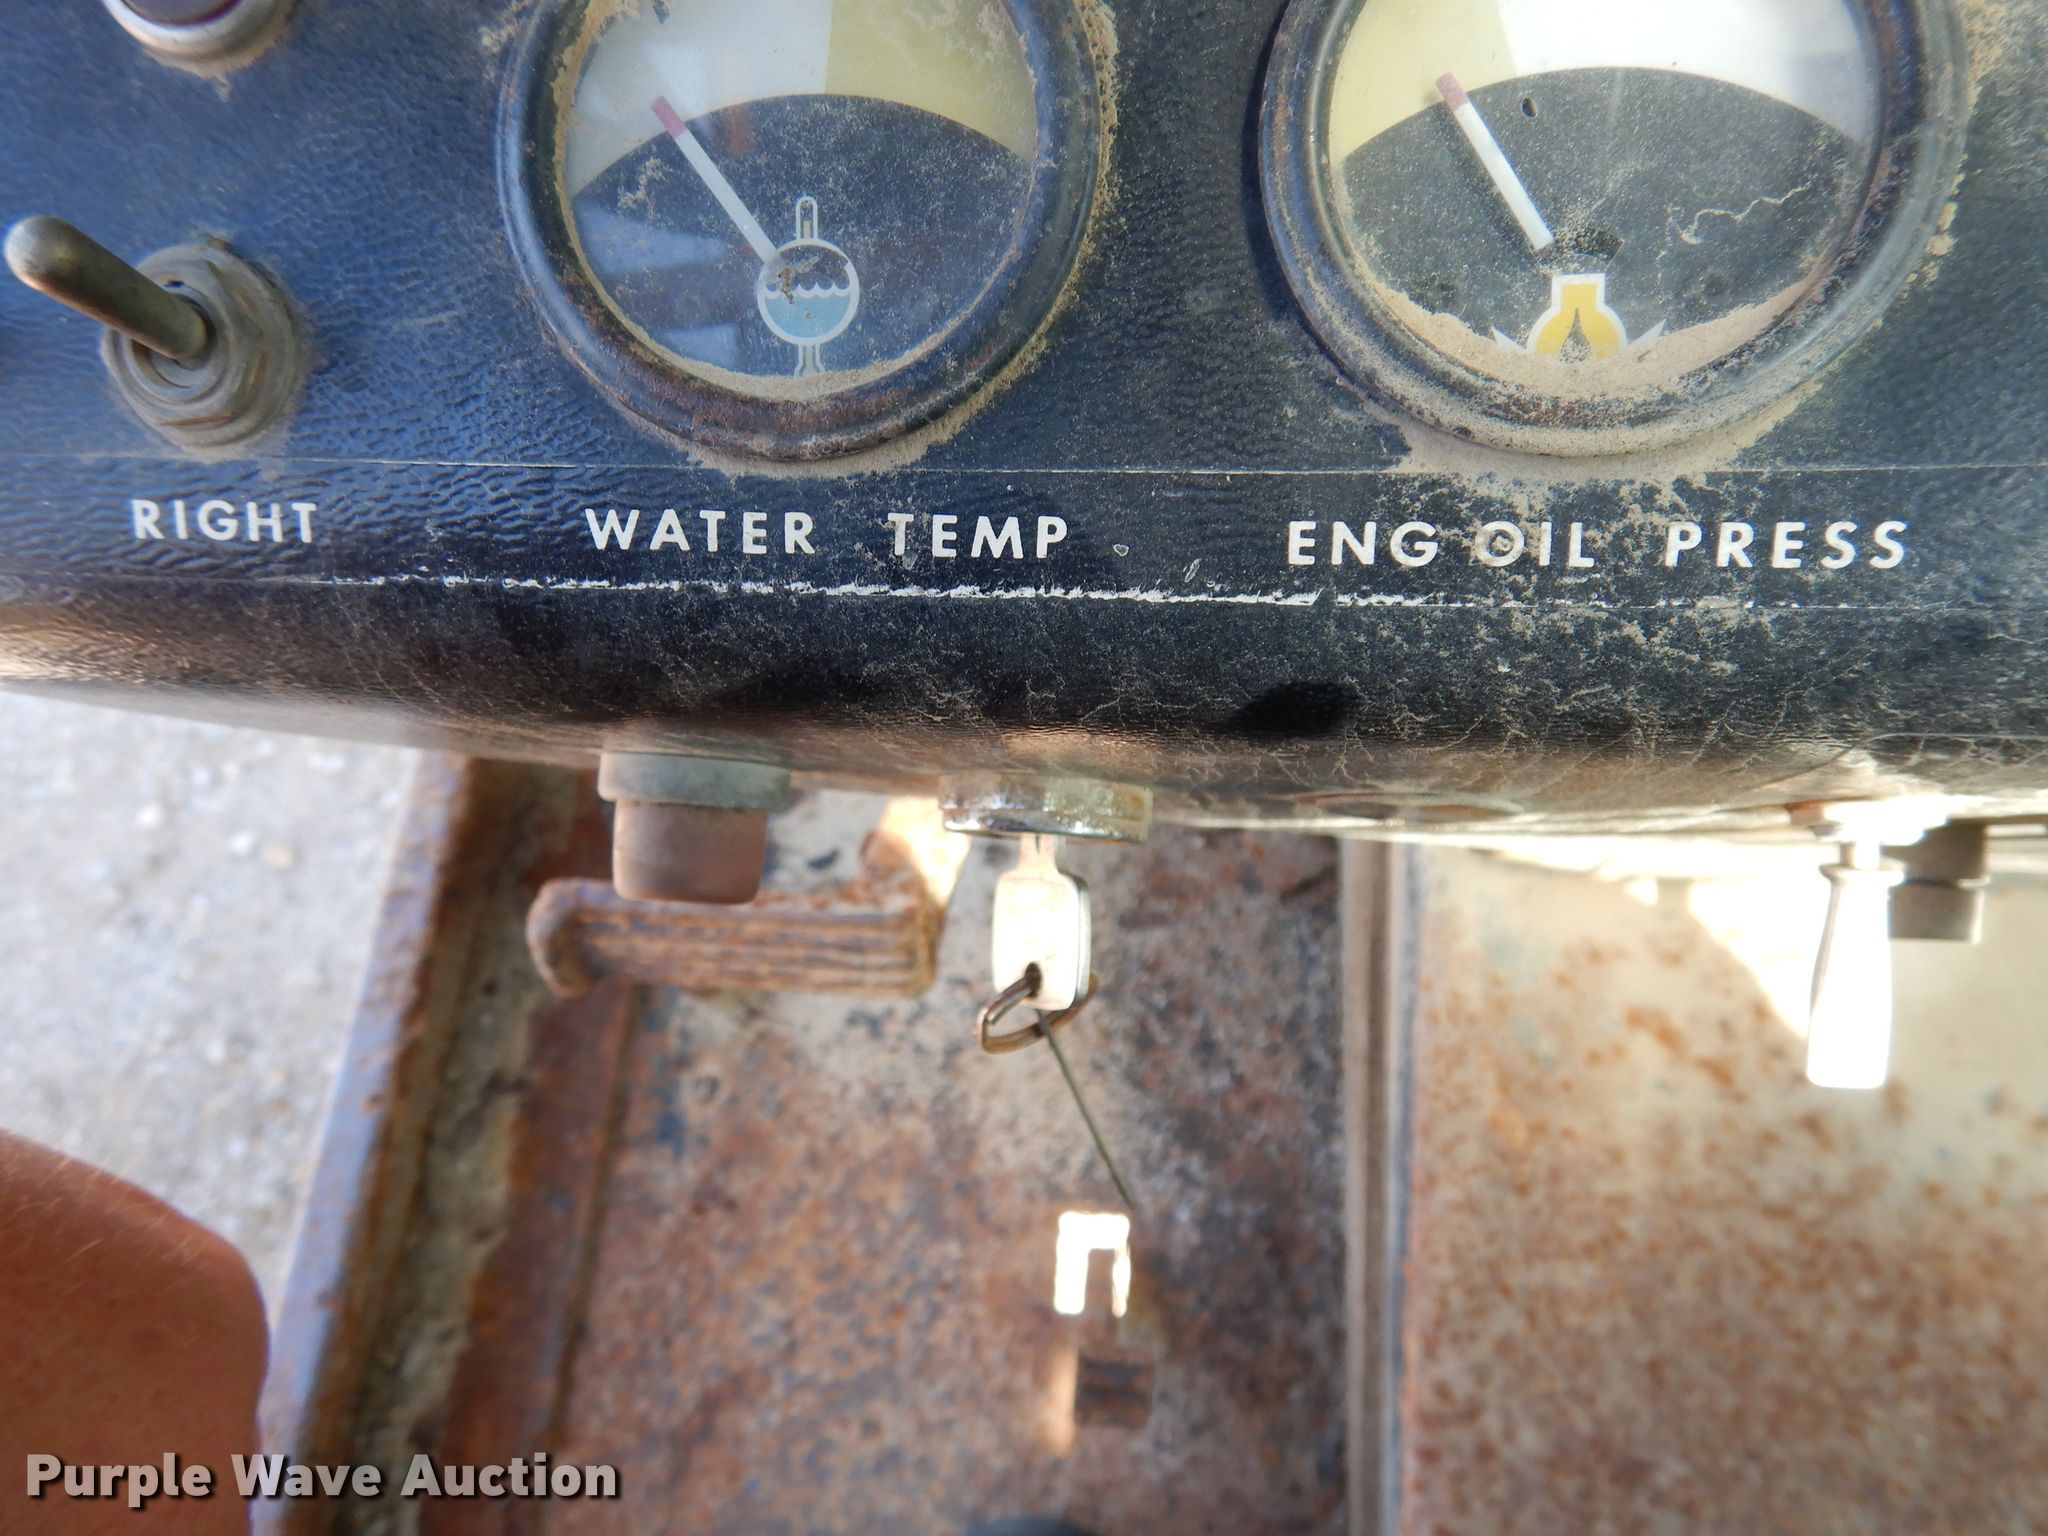 RIGHT WATER TEMP ENG OIL PRESS
Purple Wave Auction